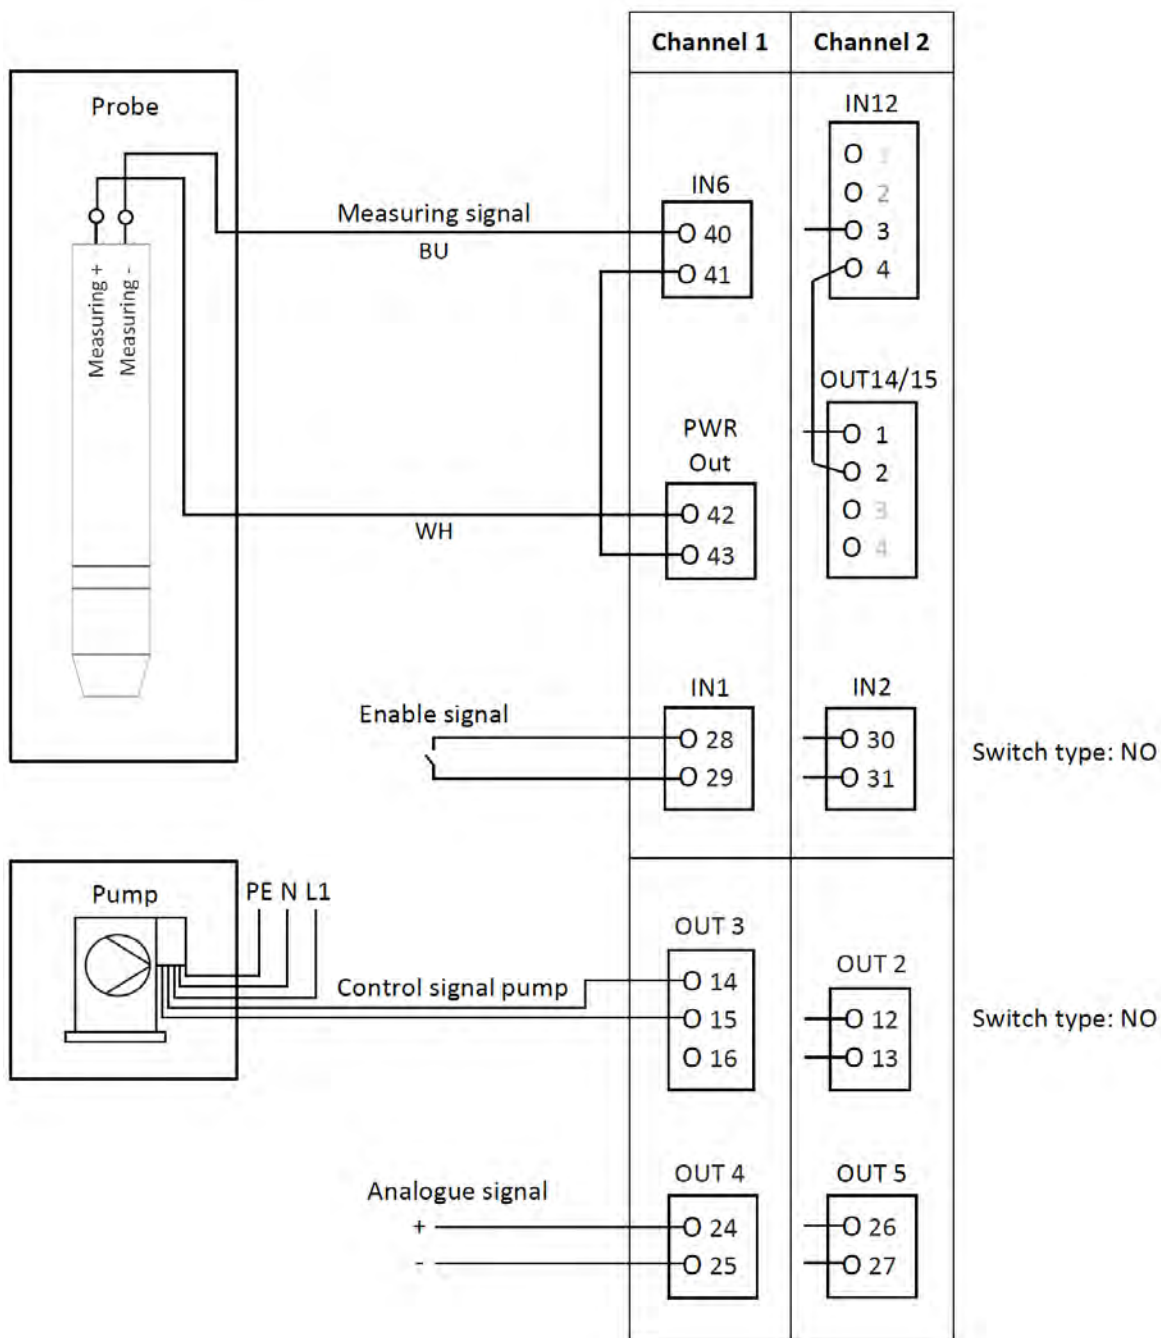 Channel 1
Channel 2
Probe
IN12
1
2
3
4
IN6
40
41
Measuring signal
BU
Measuring +
Measuring -
OUT14/15
1
2
3
4
PWR
Out
42
43
WH
IN1
28
29
IN2
30
31
Enable signal
Switch type: NO
Pump
PE N L1
OUT 3
14
15
16
OUT 2
12
13
Control signal pump
Switch type: NO
OUT 4
24
25
OUT 5
26
27
Analogue signal
+
-